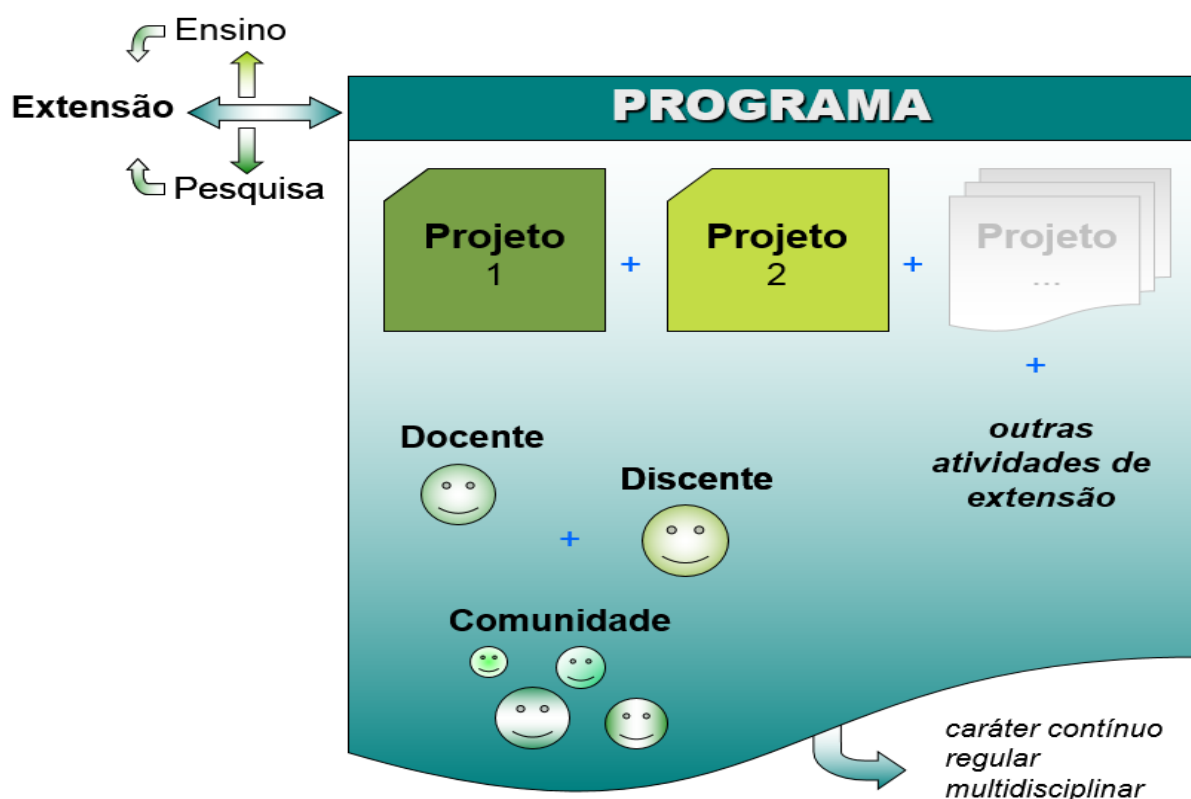 Ensino
Extensão
Pesquisa
PROGRAMA
Projeto
1
+
Projeto
2
+
Projeto
...
+
outras
atividades de
extensão
Docente
+
Discente
Comunidade
caráter contínuo
regular
multidisciplinar